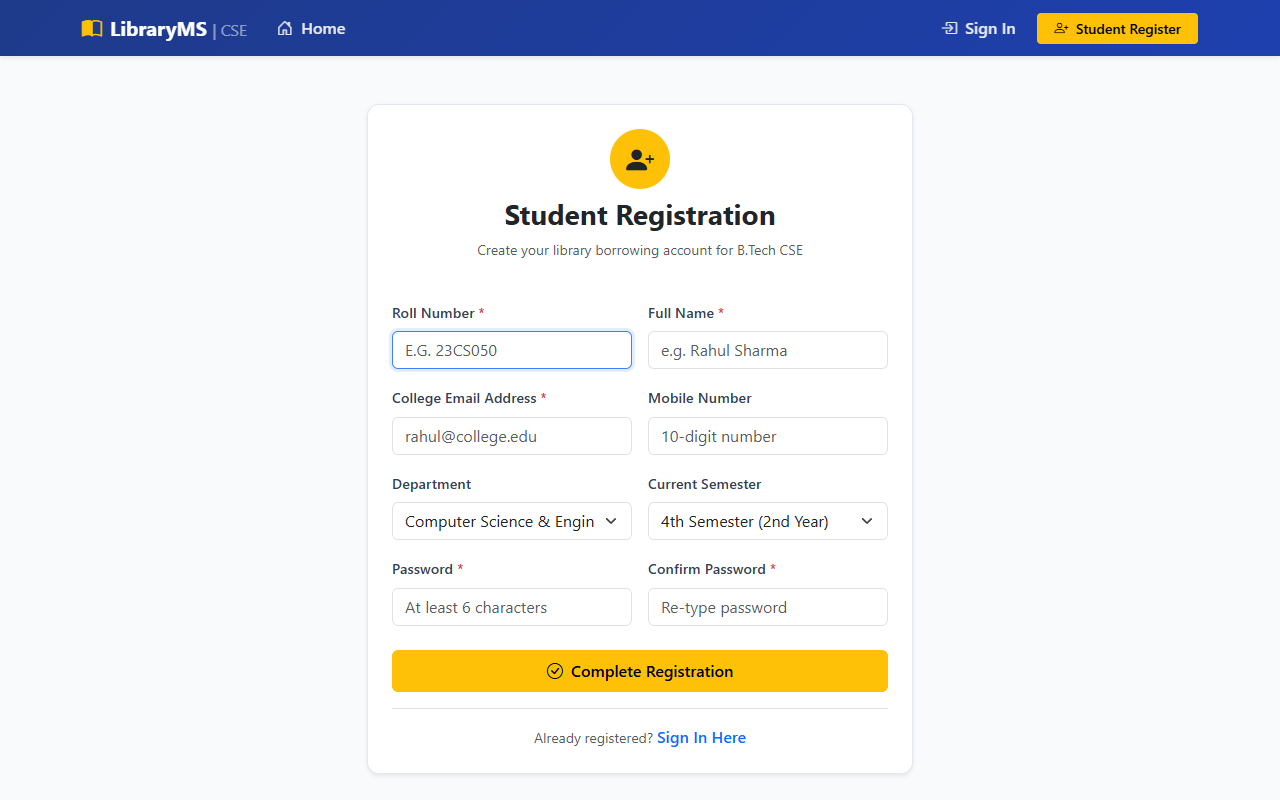 LibraryMS | CSE
Home
Sign In
Student Register
Student Registration
Create your library borrowing account for B.Tech CSE
Roll Number *
Full Name *
E.G. 23CS050
e.g. Rahul Sharma
College Email Address *
Mobile Number
rahul@college.edu
10-digit number
Department
Current Semester
Computer Science & Engin
4th Semester (2nd Year)
Password *
Confirm Password *
At least 6 characters
Re-type password
Complete Registration
Already registered? Sign In Here